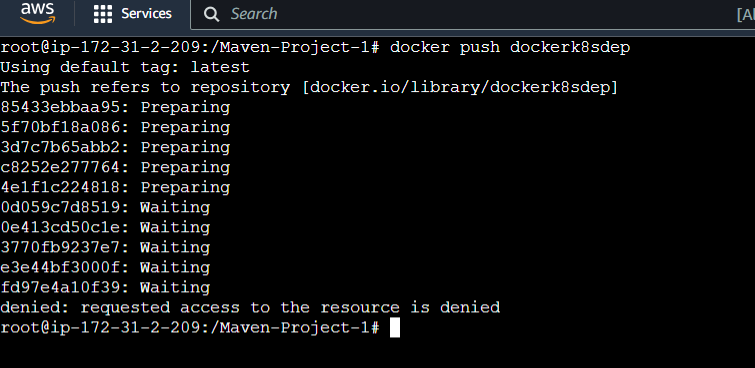 aws Services Search [Al
root@ip-172-31-2-209:/Maven-Project-1# docker push dockerk8sdep
Using default tag: latest
The push refers to repository [docker.io/library/dockerk8sdep]
85433ebbaa95: Preparing
5f70bf18a086: Preparing
3d7c7b65abb2: Preparing
c8252e277764: Preparing
4e1f1c224818: Preparing
0d059c7d8519: Waiting
0e413cd50c1e: Waiting
3770fb9237e7: Waiting
e3e44bf3000f: Waiting
fd97e4a10f39: Waiting
denied: requested access to the resource is denied
root@ip-172-31-2-209:/Maven-Project-1#